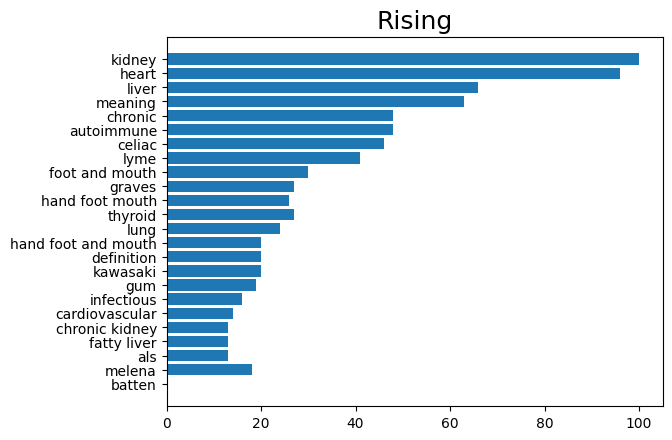 Rising
kidney
heart
liver
meaning
chronic
autoimmune
celiac
lyme
foot and mouth
graves
hand foot mouth
thyroid
lung
hand foot and mouth
definition
kawasaki
gum
infectious
cardiovascular
chronic kidney
fatty liver
als
melena
batten
0 20 40 60 80 100